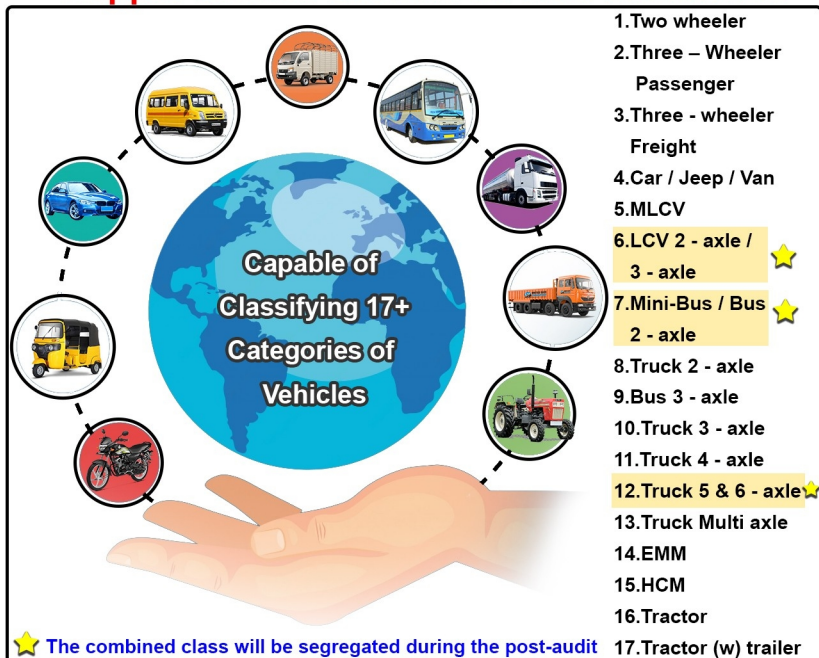 Capable of
Classifying 17+
Categories of
Vehicles
1.Two wheeler
2.Three – Wheeler
Passenger
3.Three - wheeler
Freight
4.Car / Jeep / Van
5.MLCV
6.LCV 2 - axle /
3 - axle
7.Mini-Bus / Bus
2 - axle
8.Truck 2 - axle
9.Bus 3 - axle
10.Truck 3 - axle
11.Truck 4 - axle
12.Truck 5 & 6 - axle
13.Truck Multi axle
14.EMM
15.HCM
16.Tractor
17.Tractor (w) trailer
The combined class will be segregated during the post-audit